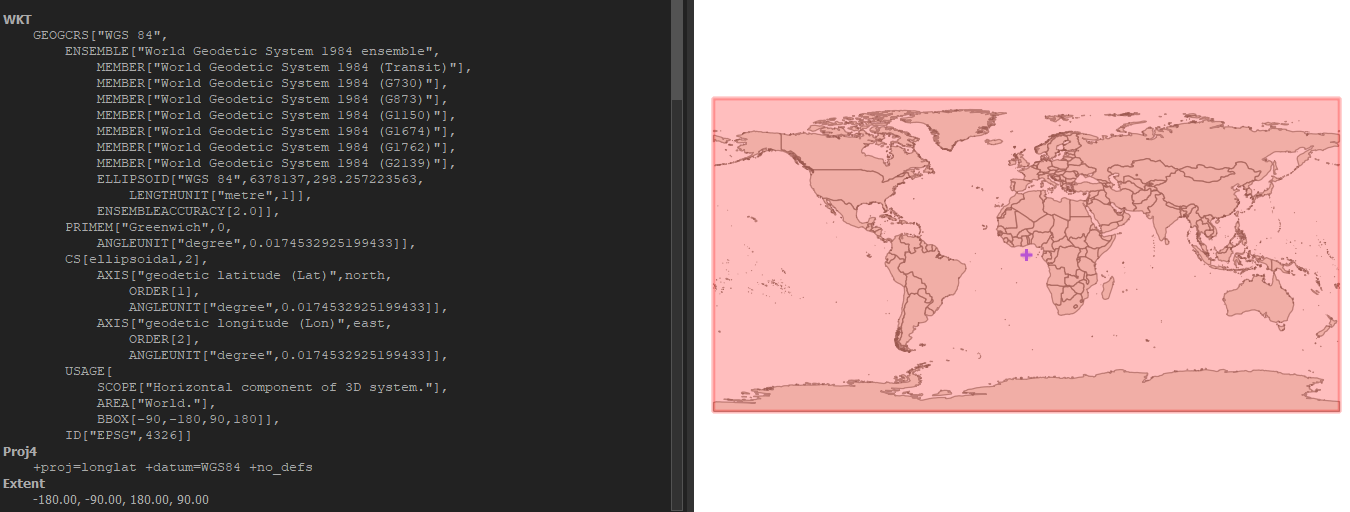 WKT
GEOGCRS["WGS 84",
ENSEMBLE["World Geodetic System 1984 ensemble",
MEMBER["World Geodetic System 1984 (Transit)"],
MEMBER["World Geodetic System 1984 (G730)"],
MEMBER["World Geodetic System 1984 (G873)"],
MEMBER["World Geodetic System 1984 (G1150)"],
MEMBER["World Geodetic System 1984 (G1674)"],
MEMBER["World Geodetic System 1984 (G1762)"],
MEMBER["World Geodetic System 1984 (G2139)"],
ELLIPSOID["WGS 84",6378137,298.257223563,
LENGTHUNIT["metre",1]],
ENSEMBLEACCURACY[2.0]],
PRIMEM["Greenwich",0,
ANGLEUNIT["degree",0.0174532925199433]],
CS[ellipsoidal,2],
AXIS["geodetic latitude (Lat)",north,
ORDER[1],
ANGLEUNIT["degree",0.0174532925199433]],
AXIS["geodetic longitude (Lon)",east,
ORDER[2],
ANGLEUNIT["degree",0.0174532925199433]],
USAGE[
SCOPE["Horizontal component of 3D system."],
AREA["World."],
BBOX[-90,-180,90,180]],
ID["EPSG",4326]]
Proj4
+proj=longlat +datum=WGS84 +no_defs
Extent
-180.00, -90.00, 180.00, 90.00